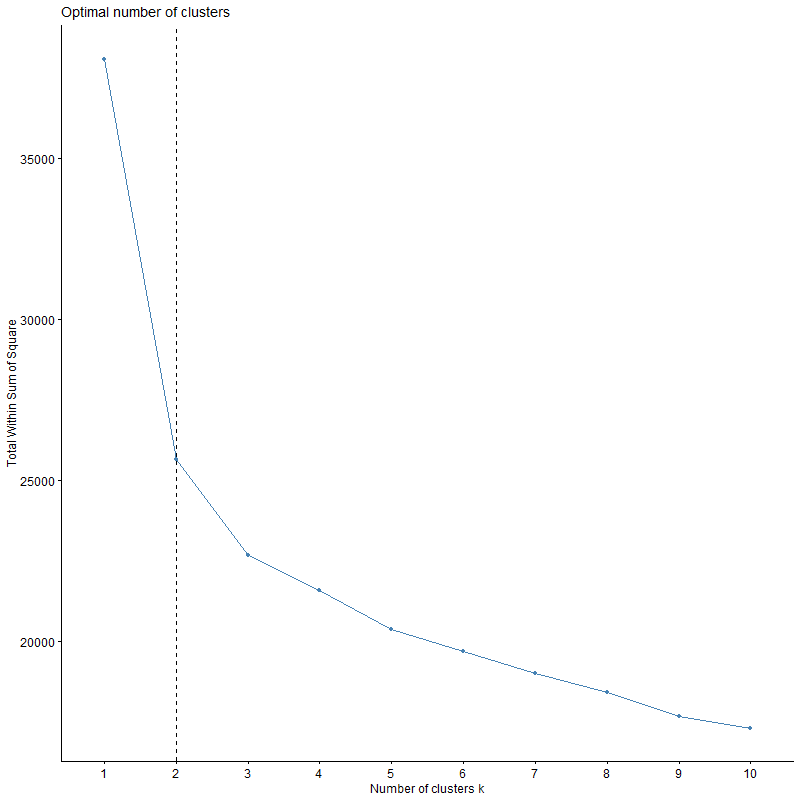 Optimal number of clusters
Total Within Sum of Square
35000
30000
25000
20000
1 2 3 4 5 6 7 8 9 10
Number of clusters k